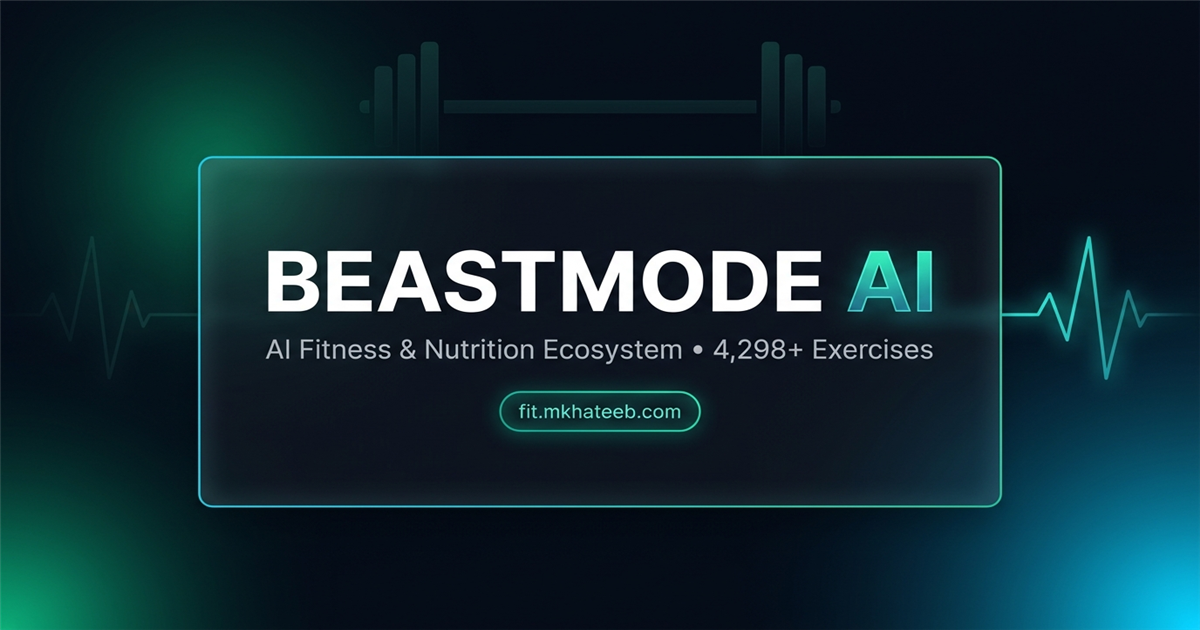 BEASTMODE AI
AI Fitness & Nutrition Ecosystem • 4,298+ Exercises
fit.mkhateeb.com